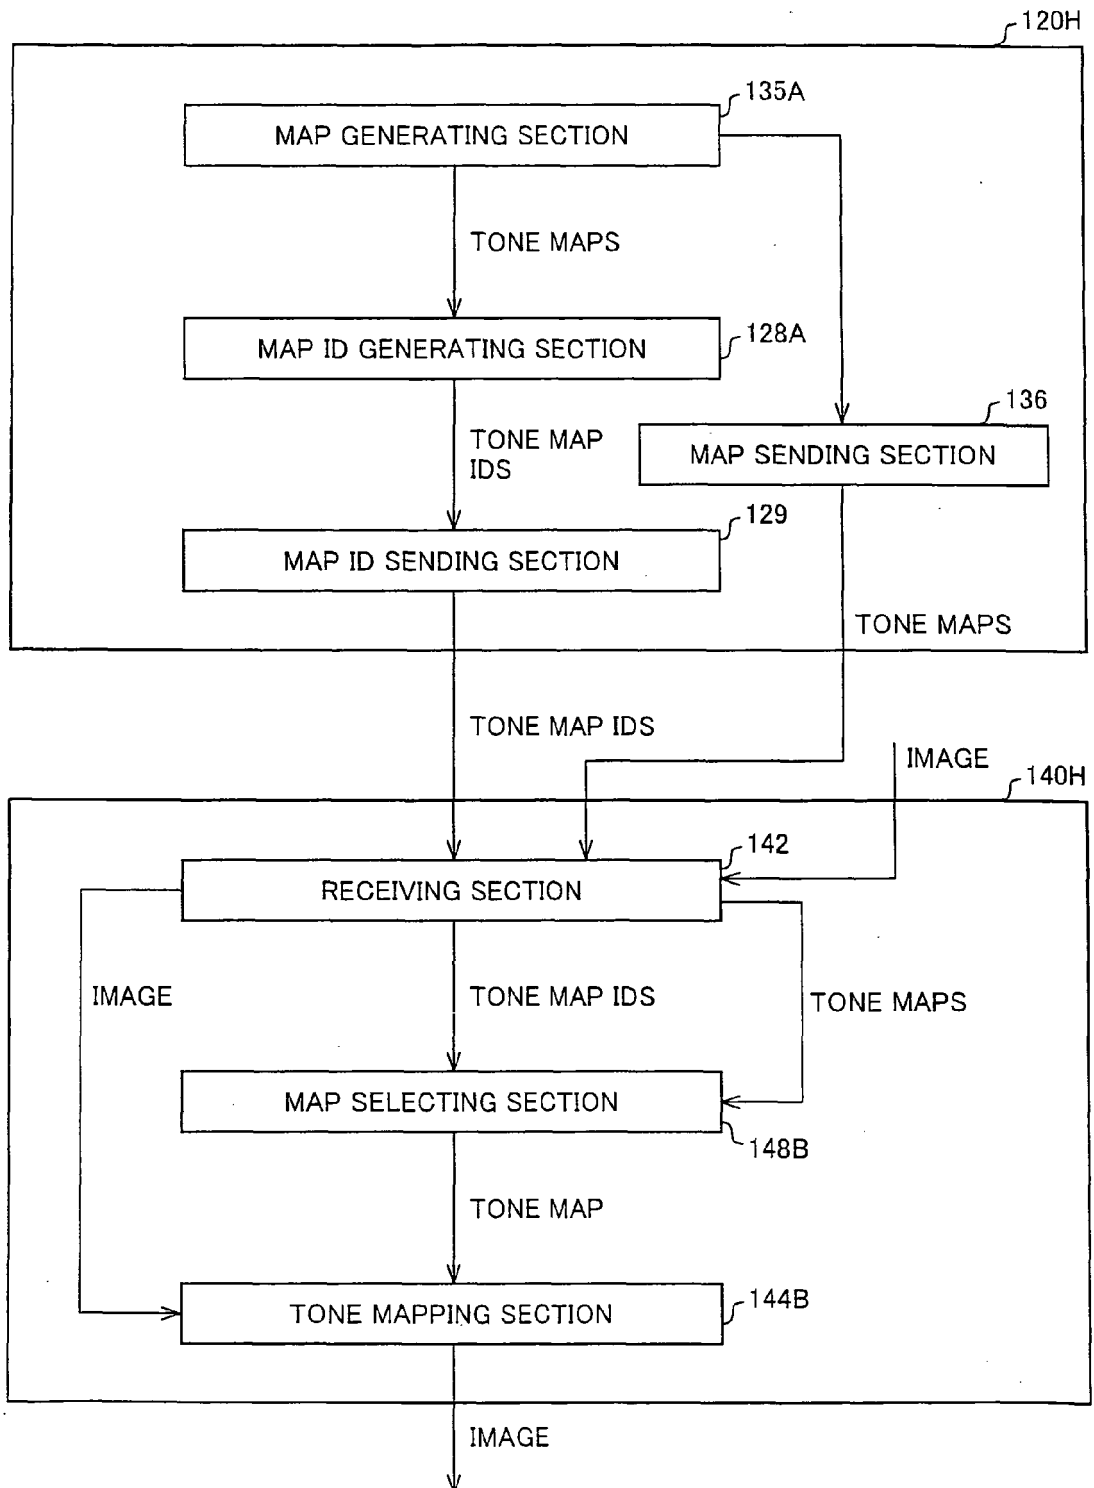 120H
135A
MAP GENERATING SECTION
TONE MAPS
128A
MAP ID GENERATING SECTION
136
TONE MAP
IDS
MAP SENDING SECTION
129
MAP ID SENDING SECTION
TONE MAPS
TONE MAP IDS
IMAGE
140H
142
RECEIVING SECTION
IMAGE
TONE MAP IDS
TONE MAPS
MAP SELECTING SECTION
148B
TONE MAP
TONE MAPPING SECTION
144B
IMAGE